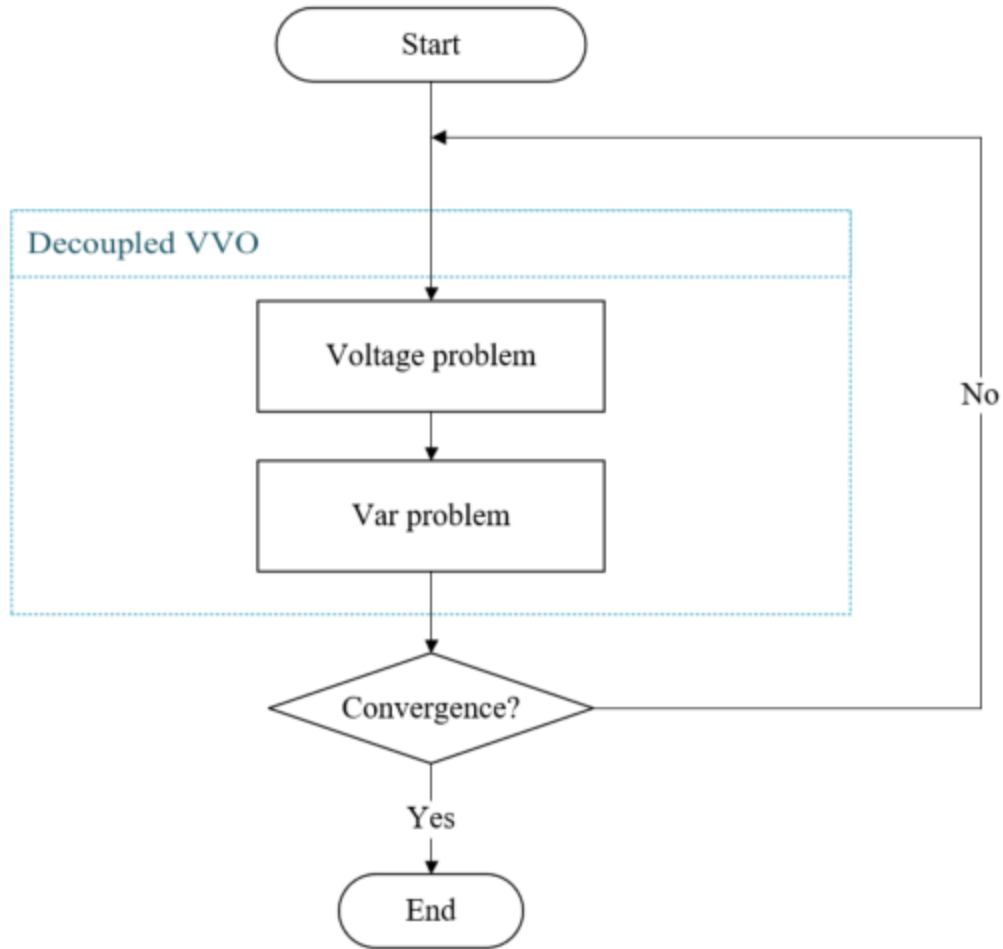 Start
Decoupled VVO
Voltage problem
No
Var problem
Convergence?
Yes
End